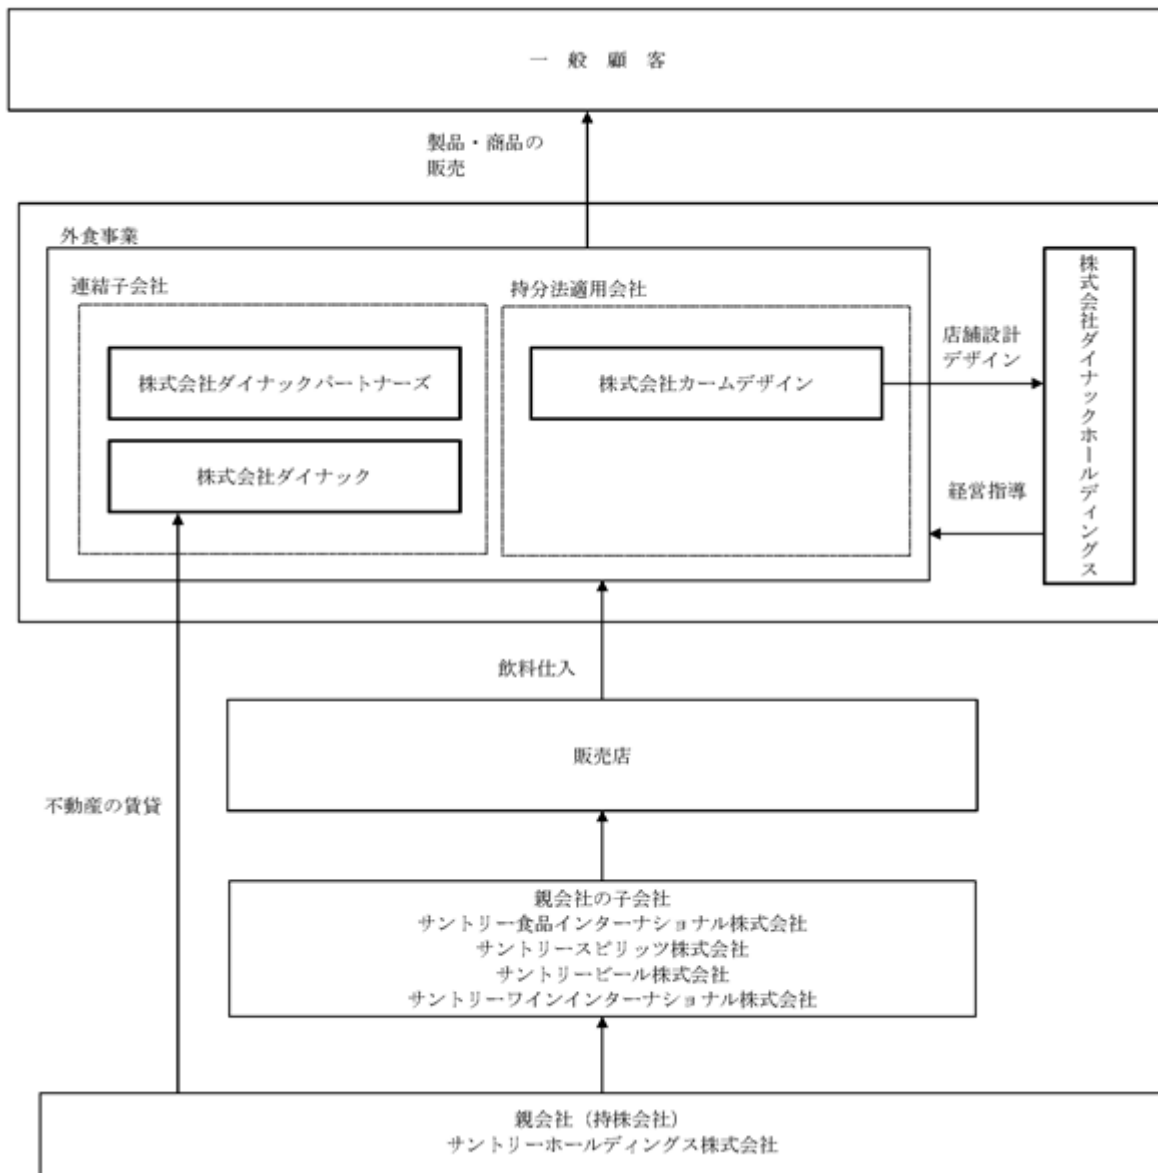 一般顧客
製品・商品の
販売
外食事業
連結子会社
持分法適用会社
株式会社ダイナックパートナーズ
株式会社カームデザイン
株式会社ダイナック
店舗設計
デザイン
経営指導
株式会社ダイナックホールディングス
飲料仕入
販売店
不動産の賃貸
親会社の子会社
サントリー食品インターナショナル株式会社
サントリースピリッツ株式会社
サントリービール株式会社
サントリーワインインターナショナル株式会社
親会社（持株会社）
サントリーホールディングス株式会社